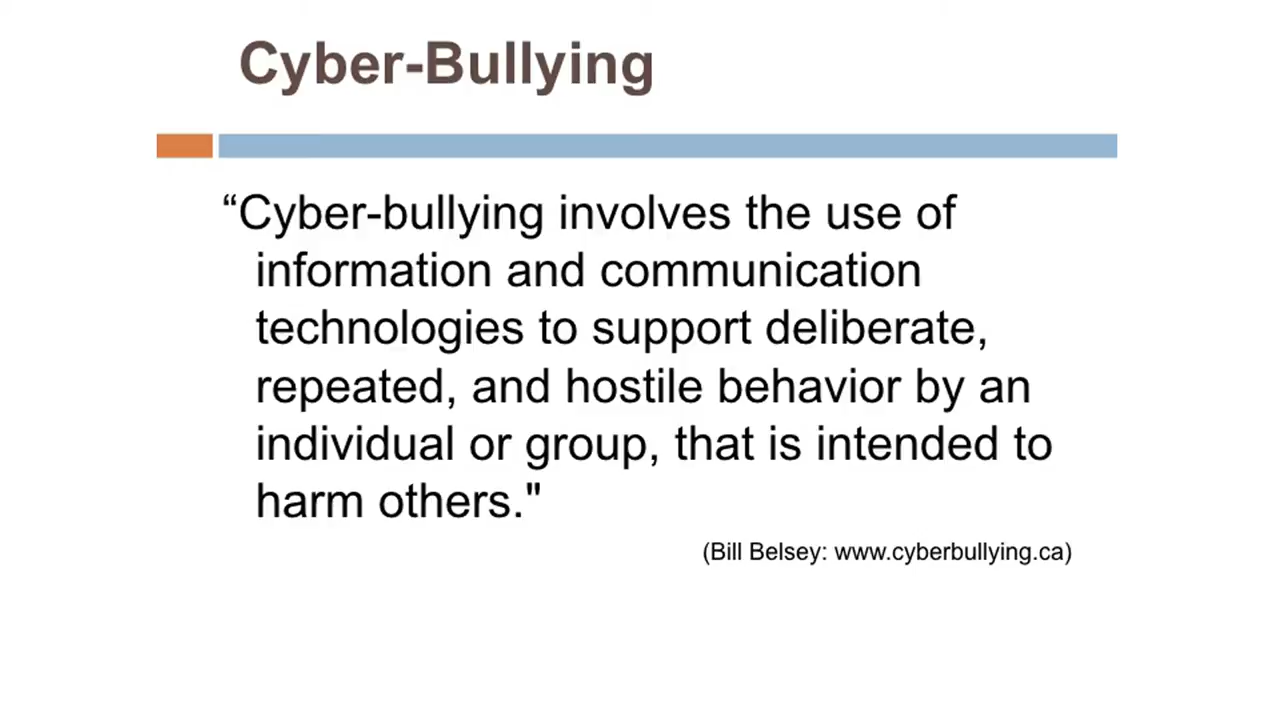 Cyber-Bullying
“Cyber-bullying involves the use of
information and communication
technologies to support deliberate,
repeated, and hostile behavior by an
individual or group, that is intended to
harm others."
(Bill Belsey: www.cyberbullying.ca)